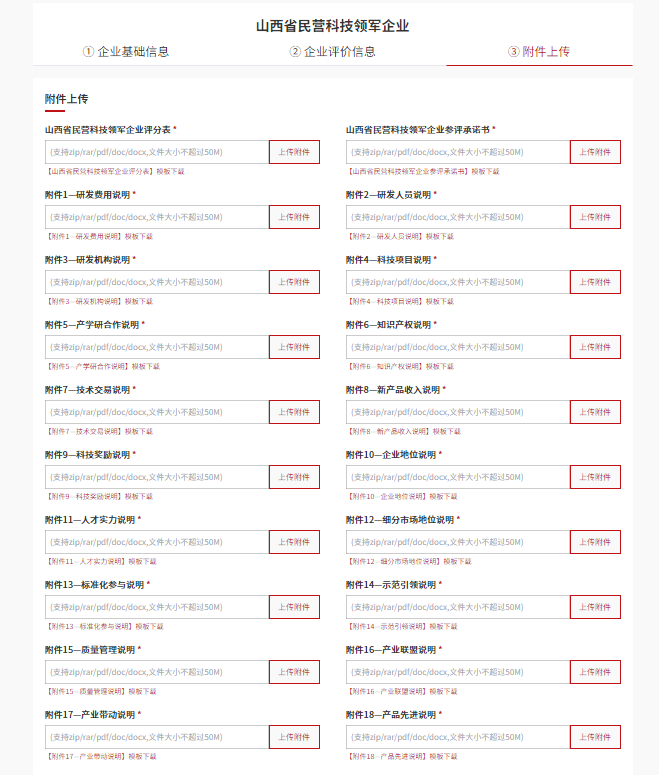 山西省民营科技领军企业
① 企业基础信息
② 企业评价信息
③ 附件上传
附件上传
山西省民营科技领军企业评分表 *
山西省民营科技领军企业参评承诺书 *
(支持zip/rar/pdf/doc/docx,文件大小不超过50M) 上传附件
(支持zip/rar/pdf/doc/docx,文件大小不超过50M) 上传附件
【山西省民营科技领军企业评分表】模板下载
【山西省民营科技领军企业参评承诺书】模板下载
附件1—研发费用说明 *
附件2—研发人员说明 *
(支持zip/rar/pdf/doc/docx,文件大小不超过50M) 上传附件
(支持zip/rar/pdf/doc/docx,文件大小不超过50M) 上传附件
【附件1—研发费用说明】模板下载
【附件2—研发人员说明】模板下载
附件3—研发机构说明 *
附件4—科技项目说明 *
(支持zip/rar/pdf/doc/docx,文件大小不超过50M) 上传附件
(支持zip/rar/pdf/doc/docx,文件大小不超过50M) 上传附件
【附件3—研发机构说明】模板下载
【附件4—科技项目说明】模板下载
附件5—产学研合作说明 *
附件6—知识产权说明 *
(支持zip/rar/pdf/doc/docx,文件大小不超过50M) 上传附件
(支持zip/rar/pdf/doc/docx,文件大小不超过50M) 上传附件
【附件5—产学研合作说明】模板下载
【附件6—知识产权说明】模板下载
附件7—技术交易说明 *
附件8—新产品收入说明 *
(支持zip/rar/pdf/doc/docx,文件大小不超过50M) 上传附件
(支持zip/rar/pdf/doc/docx,文件大小不超过50M) 上传附件
【附件7—技术交易说明】模板下载
【附件8—新产品收入说明】模板下载
附件9—科技奖励说明 *
附件10—企业地位说明 *
(支持zip/rar/pdf/doc/docx,文件大小不超过50M) 上传附件
(支持zip/rar/pdf/doc/docx,文件大小不超过50M) 上传附件
【附件9—科技奖励说明】模板下载
【附件10—企业地位说明】模板下载
附件11—人才实力说明 *
附件12—细分市场地位说明 *
(支持zip/rar/pdf/doc/docx,文件大小不超过50M) 上传附件
(支持zip/rar/pdf/doc/docx,文件大小不超过50M) 上传附件
【附件11—人才实力说明】模板下载
【附件12—细分市场地位说明】模板下载
附件13—标准化参与说明 *
附件14—示范引领说明 *
(支持zip/rar/pdf/doc/docx,文件大小不超过50M) 上传附件
(支持zip/rar/pdf/doc/docx,文件大小不超过50M) 上传附件
【附件13—标准化参与说明】模板下载
【附件14—示范引领说明】模板下载
附件15—质量管理说明 *
附件16—产业联盟说明 *
(支持zip/rar/pdf/doc/docx,文件大小不超过50M) 上传附件
(支持zip/rar/pdf/doc/docx,文件大小不超过50M) 上传附件
【附件15—质量管理说明】模板下载
【附件16—产业联盟说明】模板下载
附件17—产业带动说明 *
附件18—产品先进说明 *
(支持zip/rar/pdf/doc/docx,文件大小不超过50M) 上传附件
(支持zip/rar/pdf/doc/docx,文件大小不超过50M) 上传附件
【附件17—产业带动说明】模板下载
【附件18—产品先进说明】模板下载